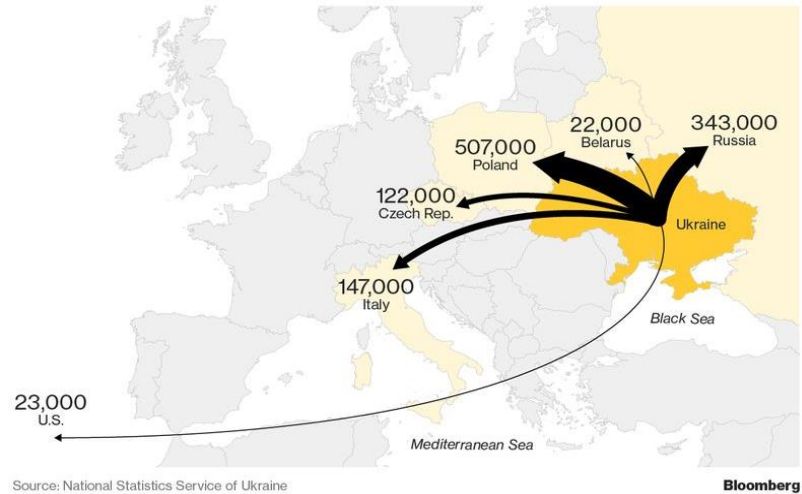 343,000
Russia
22,000
Belarus
507,000
Poland
122,000
Czech Rep.
Ukraine
147,000
Italy
Black Sea
23,000
U.S.
Mediterranean Sea
Source: National Statistics Service of Ukraine
Bloomberg